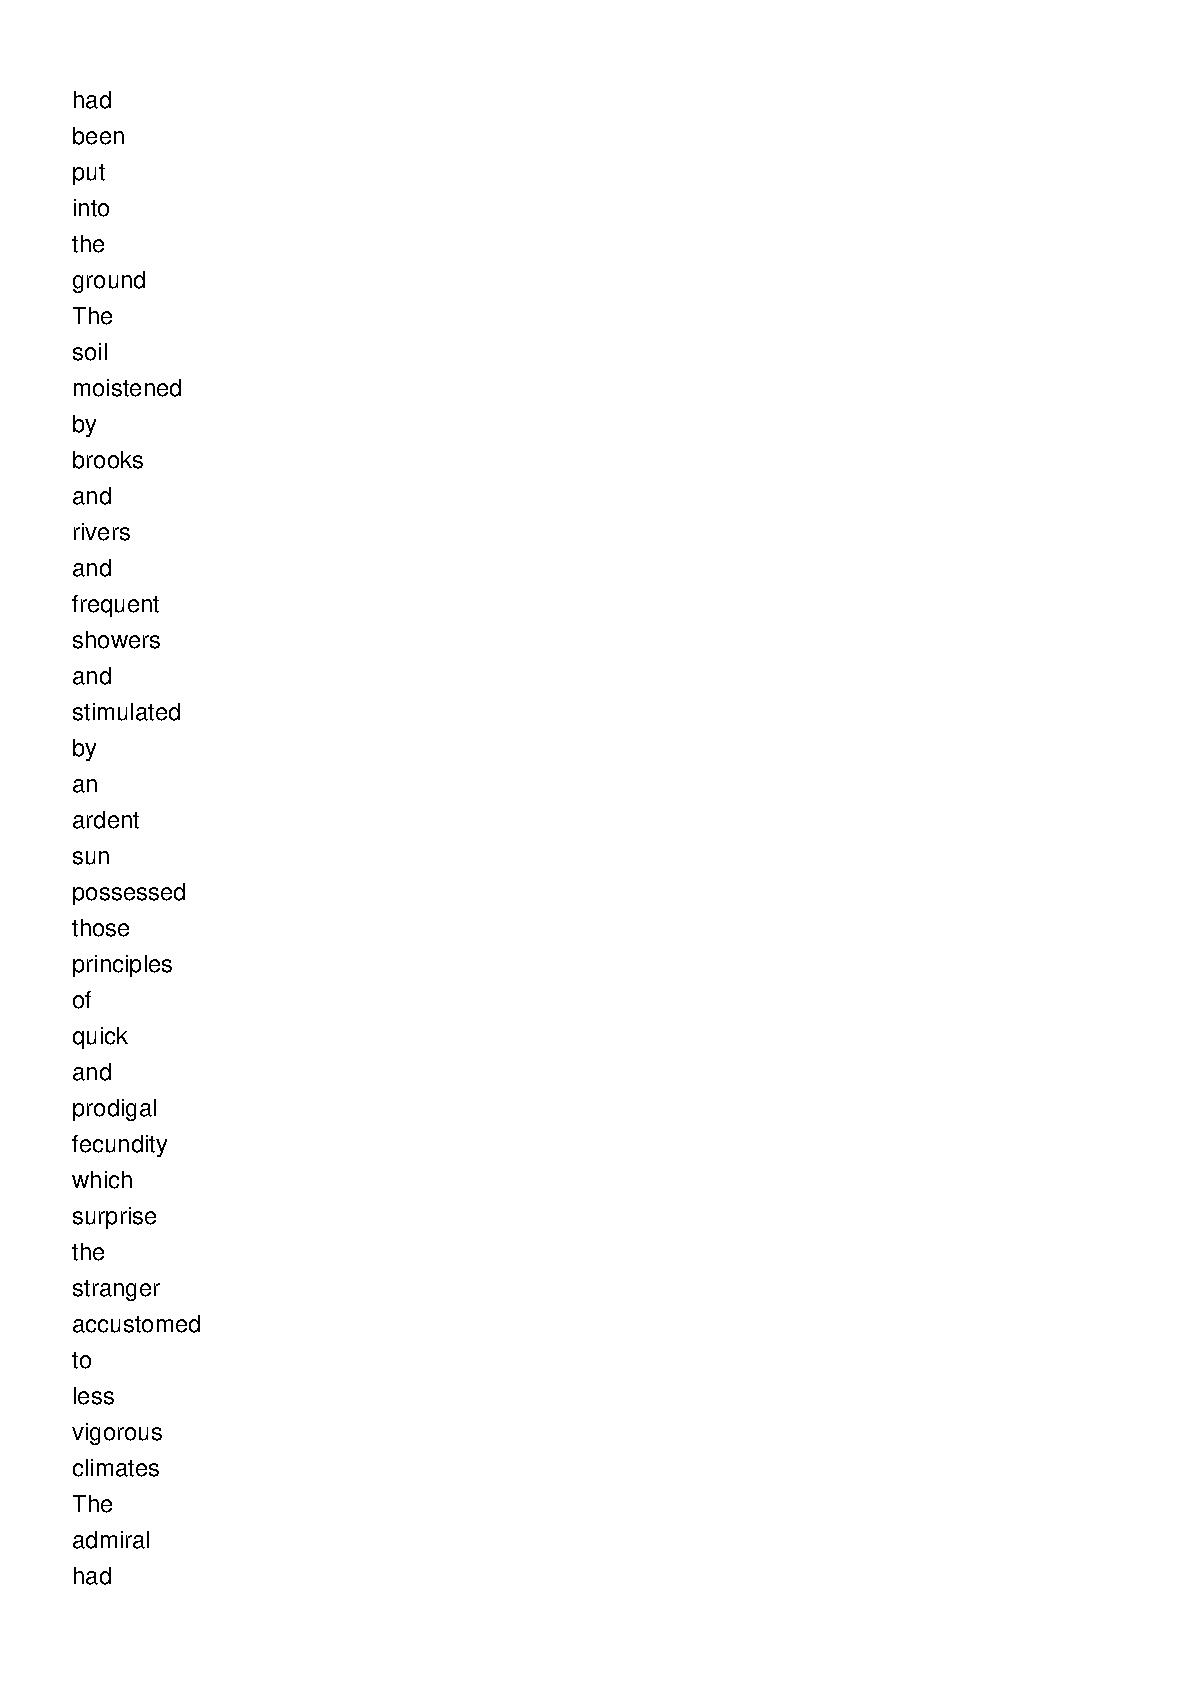 had
been
put
into
the
ground
The
soil
moistened
by
brooks
and
rivers
and
frequent
showers
and
stimulated
by
an
ardent
sun
possessed
those
principles
of
quick
and
prodigal
fecundity
which
surprise
the
stranger
accustomed
to
less
vigorous
climates
The
admiral
had